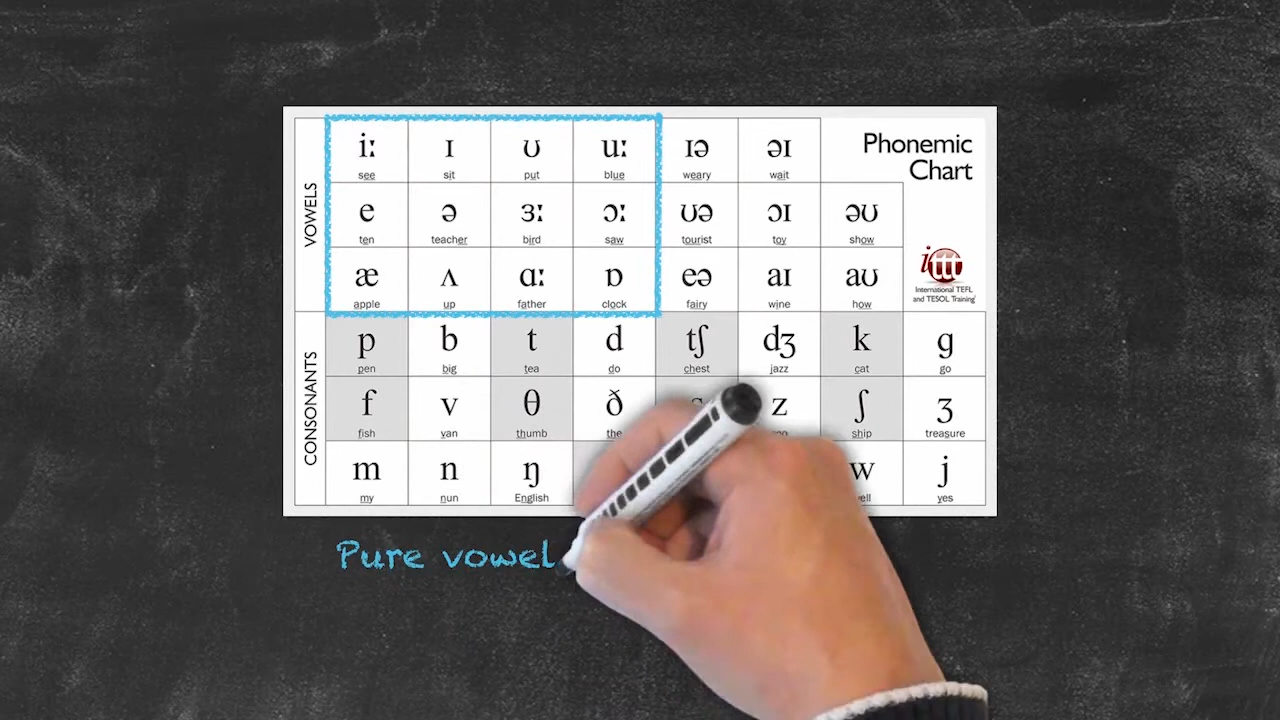 VOWELS
iː ɪ ʊ uː ɪə əɪ
see sit put blue weary wait
Phonemic
Chart
e ə ɜː ɔː ʊə ɔɪ əʊ
ten teacher bird saw tourist toy show
æ ʌ ɑː ɒ eə aɪ aʊ
apple up father clock fairy wine how
ittt
International TEFL
and TESOL Training
CONSONANTS
p b t d tʃ dʒ k g
pen big tea do chest jazz cat go
f v θ ð z ʃ ʒ
fish van thumb the ship treasure
m n ŋ w j
my nun English yes
Pure vowel